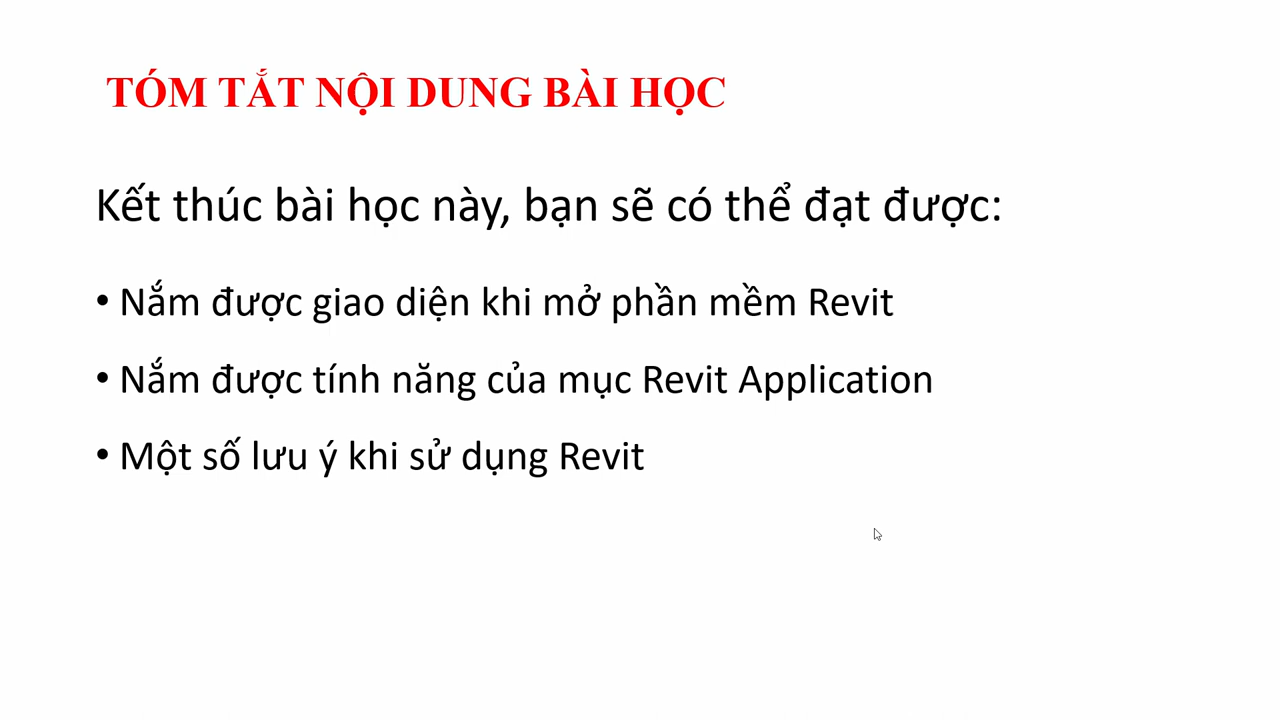 TÓM TẮT NỘI DUNG BÀI HỌC
Kết thúc bài học này, bạn sẽ có thể đạt được:
• Nắm được giao diện khi mở phần mềm Revit
• Nắm được tính năng của mục Revit Application
• Một số lưu ý khi sử dụng Revit